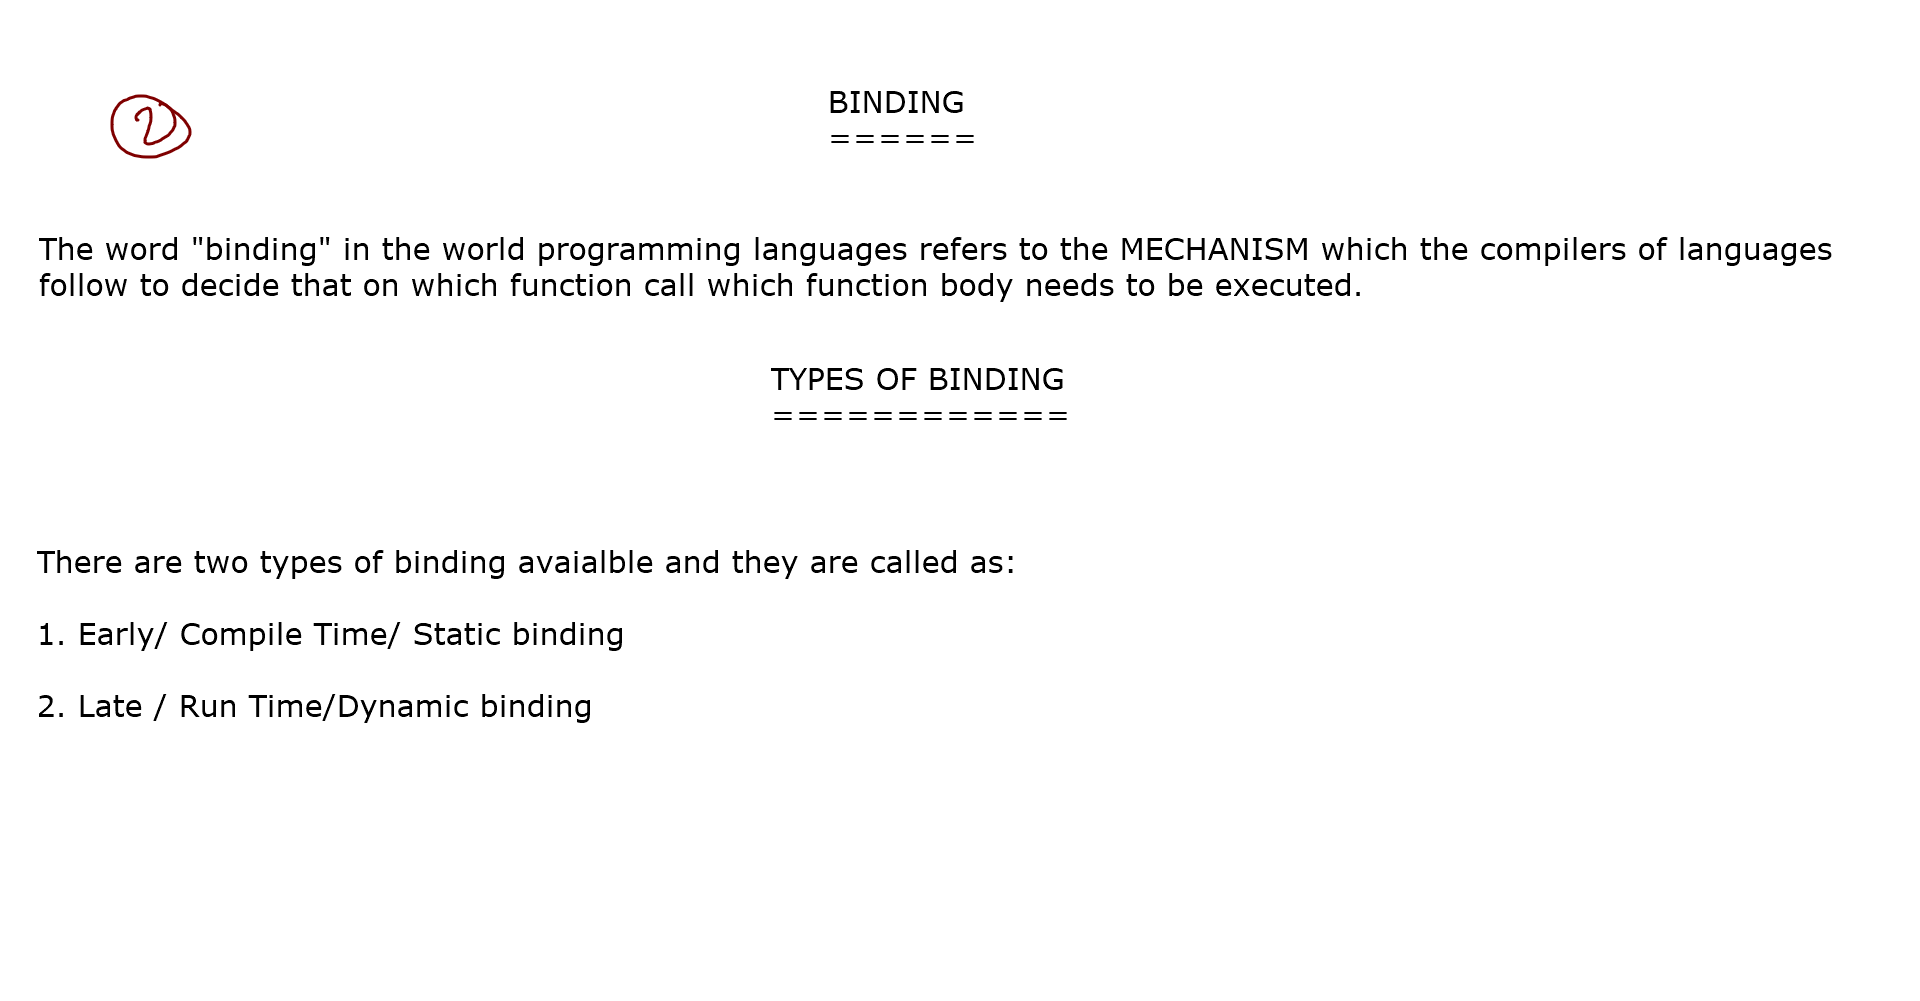 BINDING
======
2
The word "binding" in the world programming languages refers to the MECHANISM which the compilers of languages
follow to decide that on which function call which function body needs to be executed.
TYPES OF BINDING
============
There are two types of binding avaialble and they are called as:
1. Early/ Compile Time/ Static binding
2. Late / Run Time/Dynamic binding